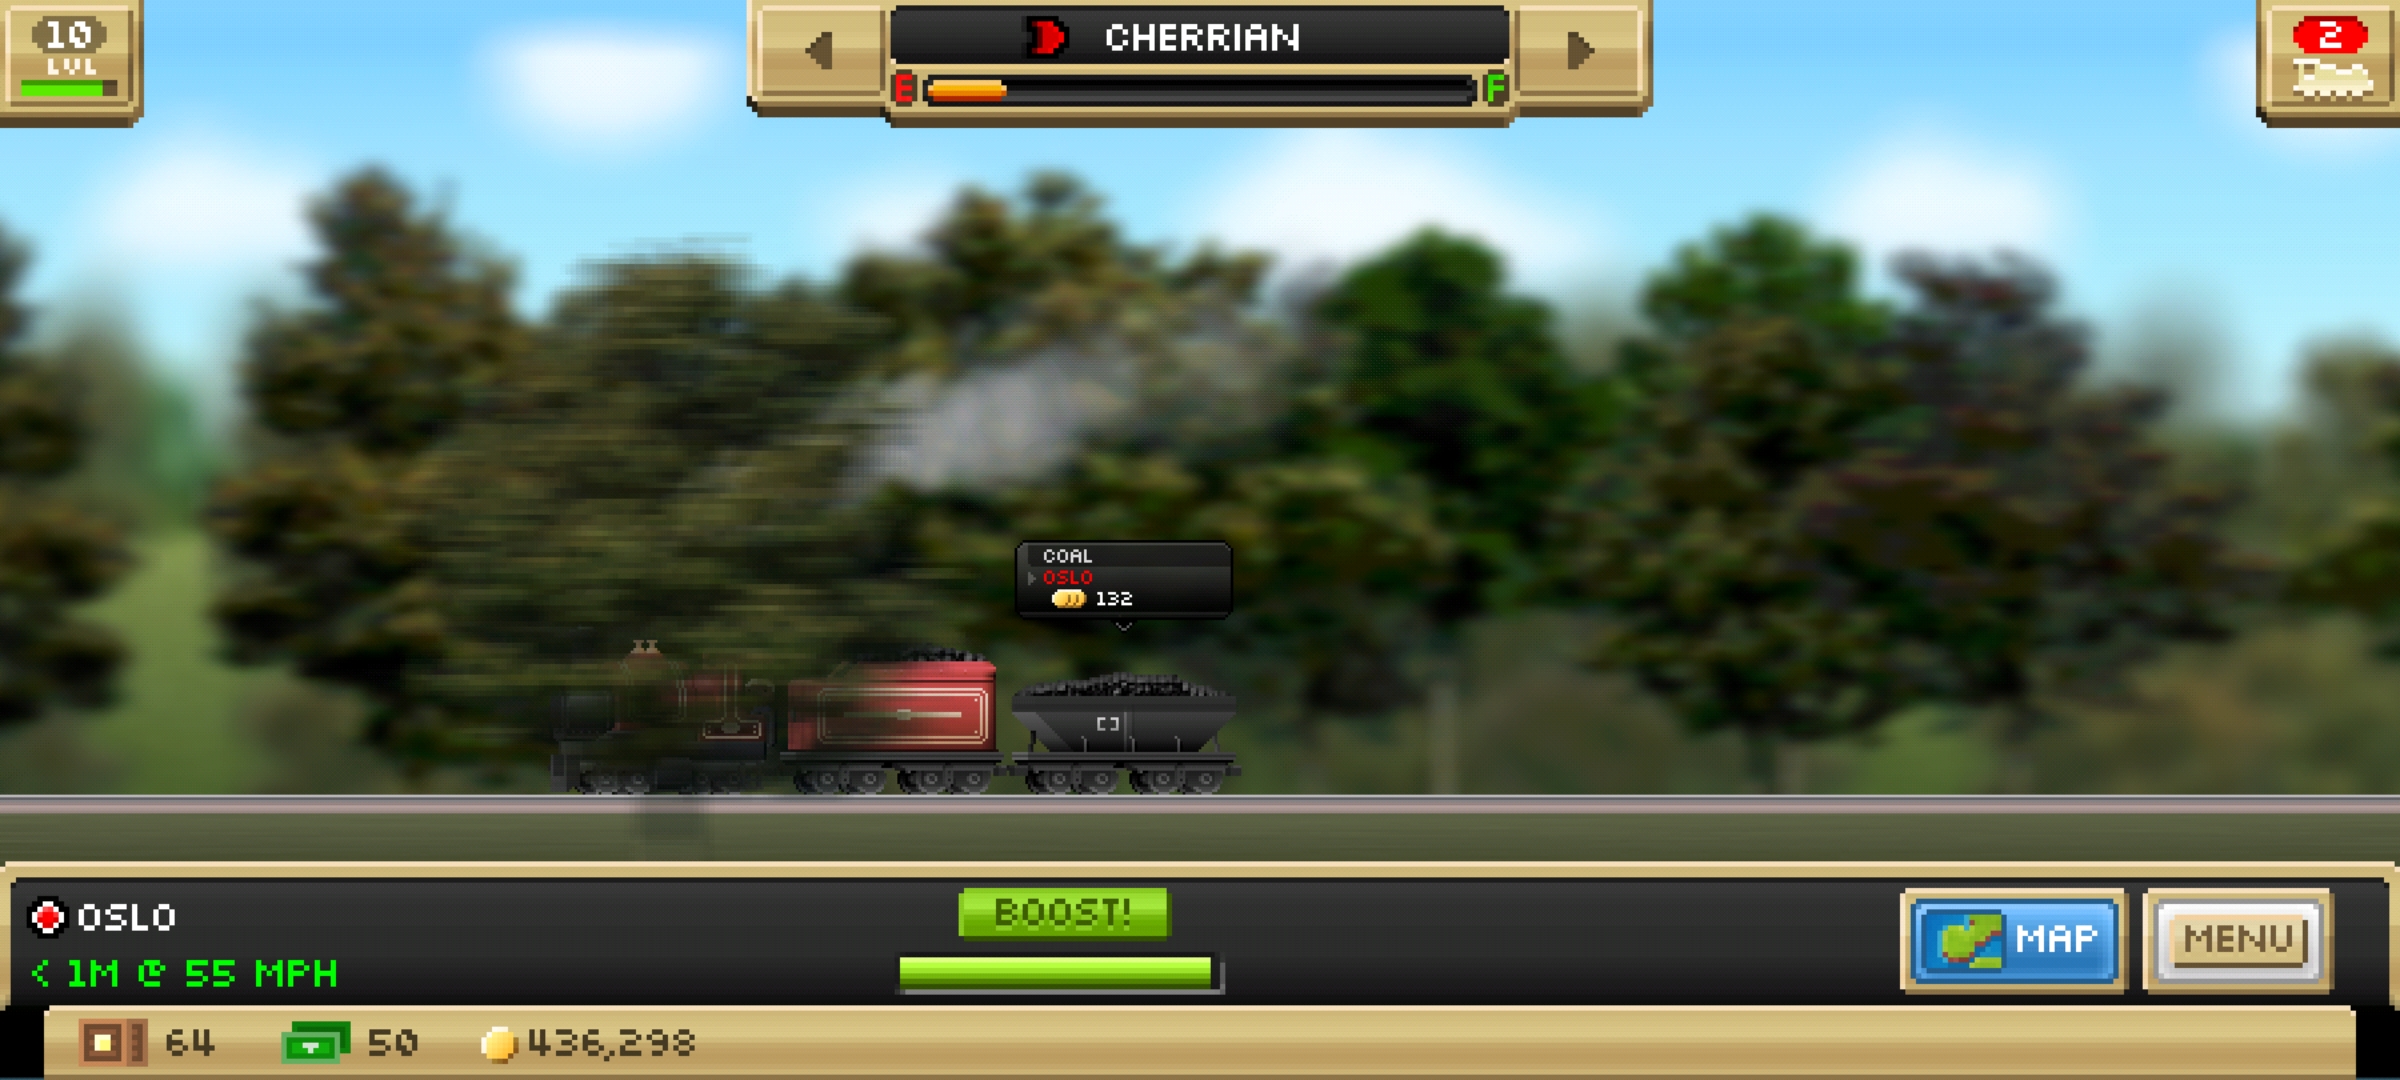 10
LVL
CHERRIAN
E F
2
COAL
OSLO
132
OSLO
BOOST!
< 1M @ 55 MPH
MAP
MENU
64 50 436,298